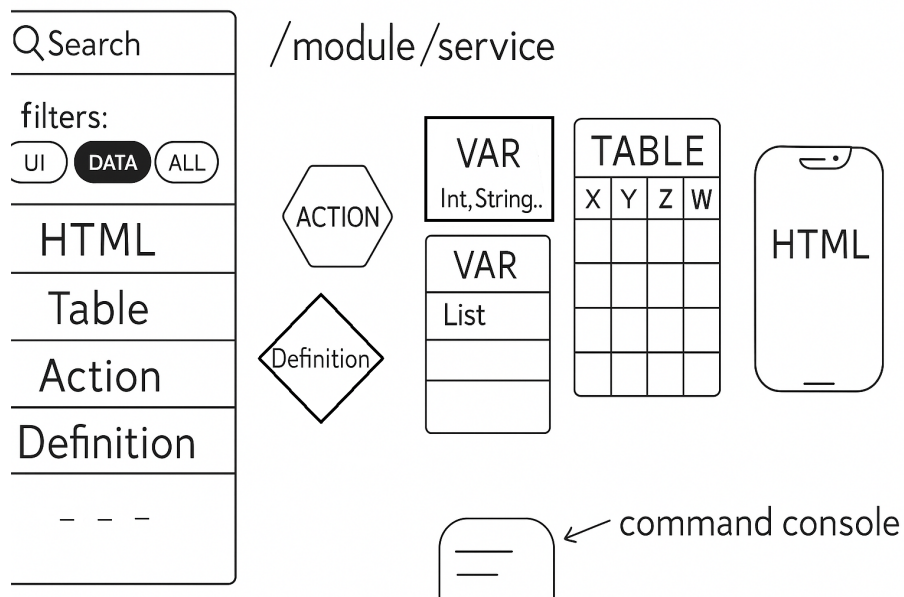 Search
filters:
UI
DATA
ALL
HTML
Table
Action
Definition
/module/service
ACTION
Definition
VAR
Int,String..
VAR
List
TABLE
X Y Z W
HTML
command console